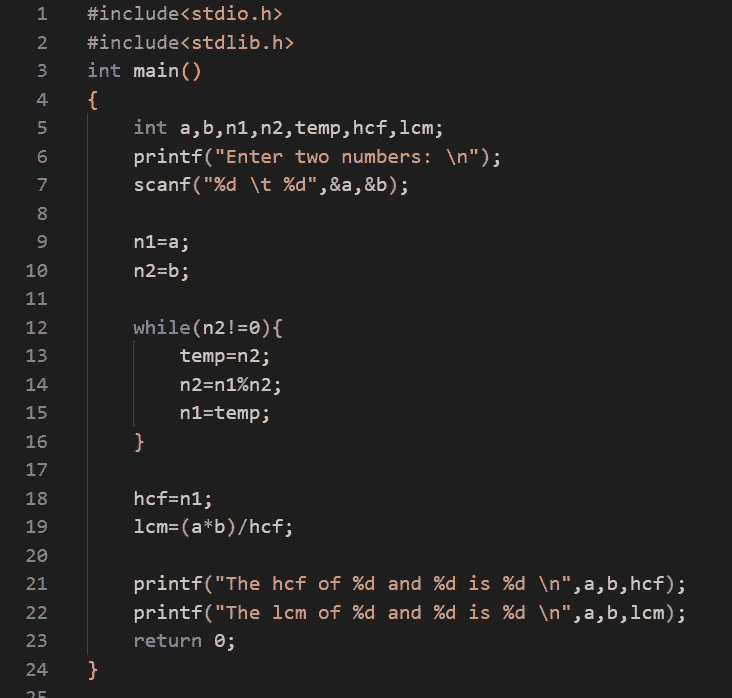 1 #include<stdio.h>
2 #include<stdlib.h>
3 int main()
4 {
5 int a,b,n1,n2,temp,hcf,lcm;
6 printf("Enter two numbers: \n");
7 scanf("%d \t %d",&a,&b);
8
9 n1=a;
10 n2=b;
11
12 while(n2!=0){
13 temp=n2;
14 n2=n1%n2;
15 n1=temp;
16 }
17
18 hcf=n1;
19 lcm=(a*b)/hcf;
20
21 printf("The hcf of %d and %d is %d \n",a,b,hcf);
22 printf("The lcm of %d and %d is %d \n",a,b,lcm);
23 return 0;
24 }
25